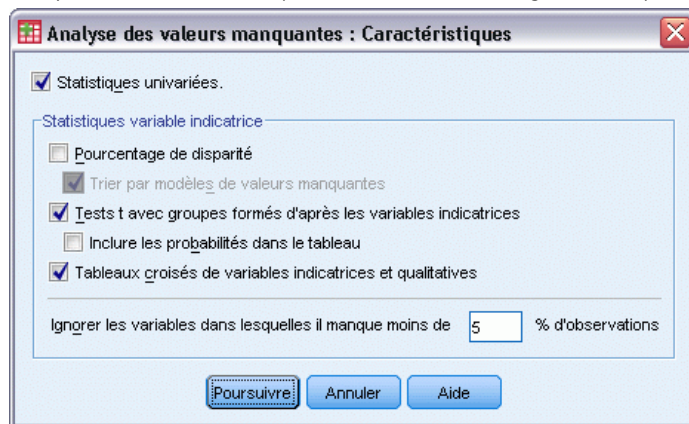 Analyse des valeurs manquantes : Caractéristiques
Statistiques univariées.
Statistiques variable indicatrice
Pourcentage de disparité
Trier par modèles de valeurs manquantes
Tests t avec groupes formés d'après les variables indicatrices
Inclure les probabilités dans le tableau
Tableaux croisés de variables indicatrices et qualitatives
Ignorer les variables dans lesquelles il manque moins de 5 % d'observations
Poursuivre Annuler Aide